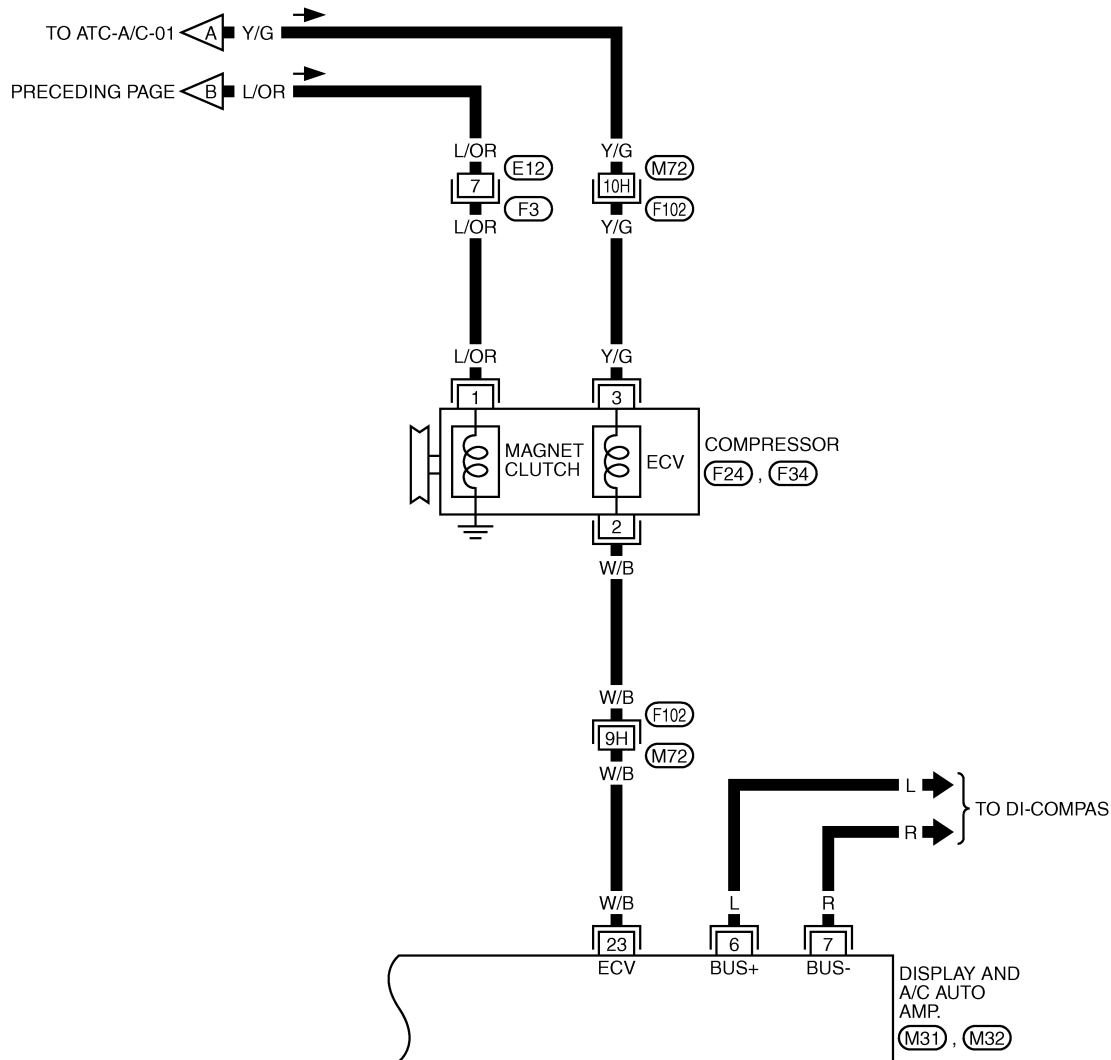 TO ATC-A/C-01 A Y/G
PRECEDING PAGE B L/OR
L/OR E12 Y/G M72
7 10H
F3 F102
L/OR Y/G
L/OR Y/G
1 3
MAGNET
CLUTCH
ECV
COMPRESSOR
F24 , F34
2
W/B
W/B F102
9H
M72
W/B
L
R
TO DI-COMPAS
W/B L R
23 6 7
ECV BUS+ BUS-
DISPLAY AND
A/C AUTO
AMP.
M31 , M32